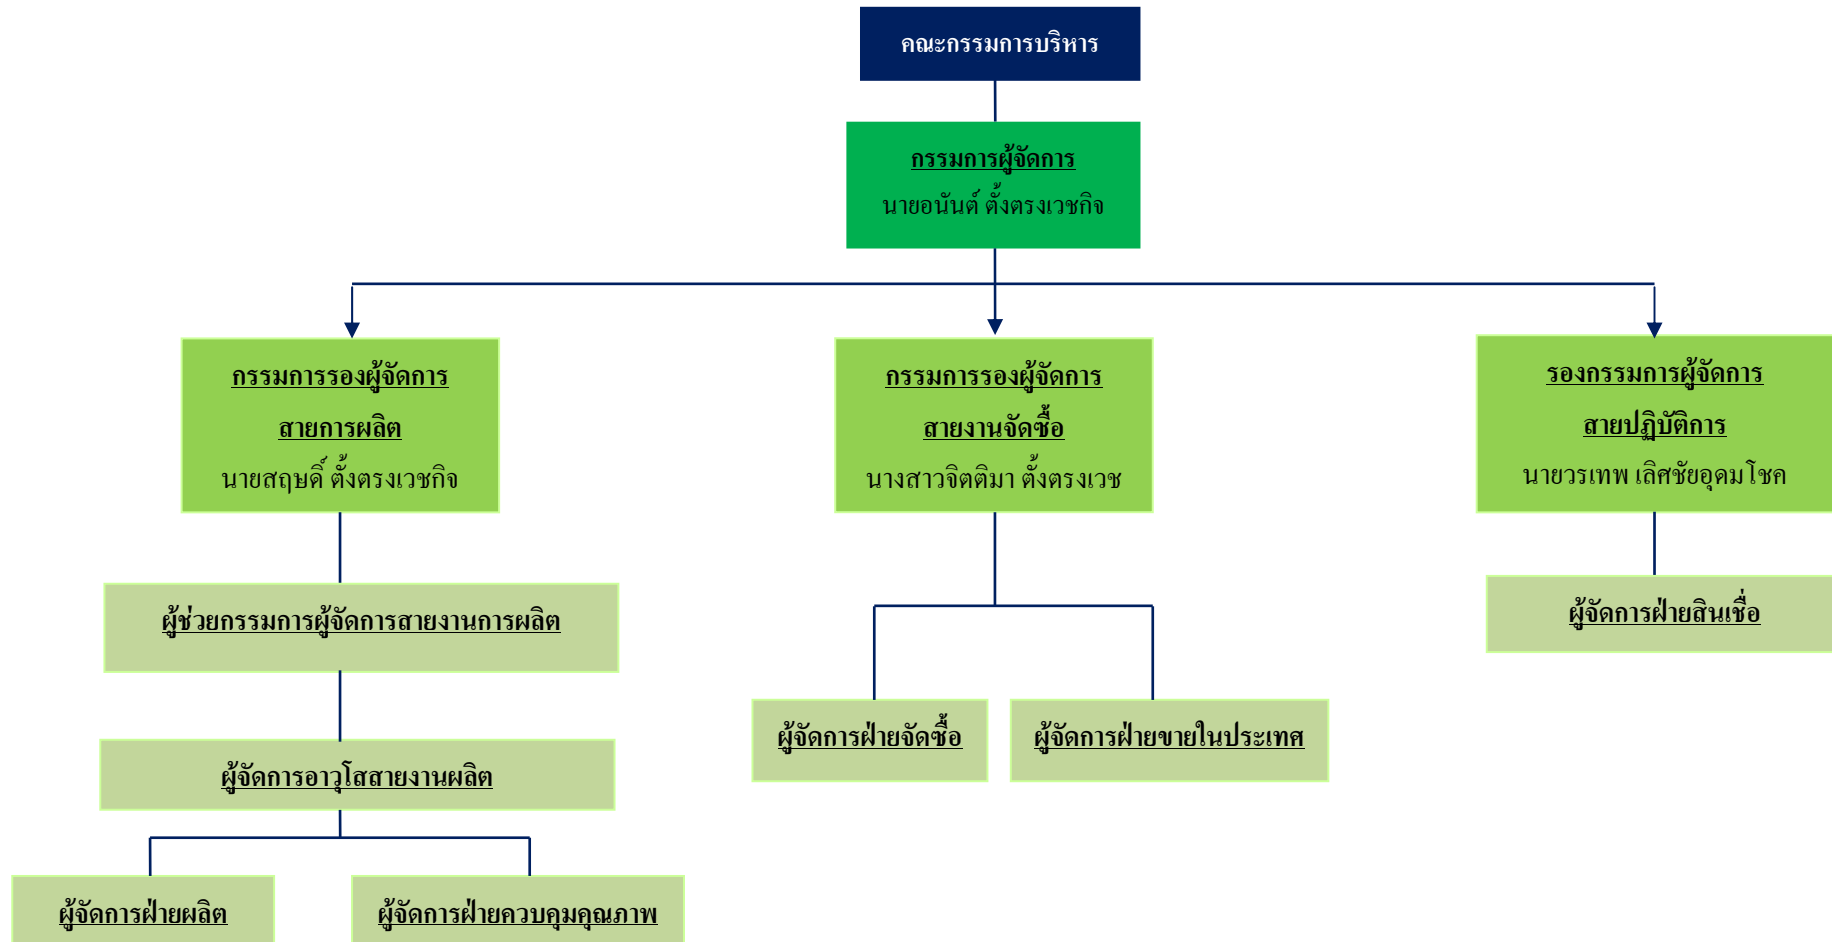 คณะกรรมการบริหาร
กรรมการผู้จัดการ
นายอนันต์ ตั้งตรงเวชกิจ
กรรมการรองผู้จัดการ
สายการผลิต
นายสฤษดิ์ ตั้งตรงเวชกิจ
กรรมการรองผู้จัดการ
สายงานจัดซื้อ
นางสาวจิตติมา ตั้งตรงเวช
รองกรรมการผู้จัดการ
สายปฏิบัติการ
นายวรเทพ เลิศชัยอุดมโชค
ผู้ช่วยกรรมการผู้จัดการสายงานการผลิต
ผู้จัดการฝ่ายสินเชื่อ
ผู้จัดการฝ่ายจัดซื้อ
ผู้จัดการฝ่ายขายในประเทศ
ผู้จัดการอาวุโสสายงานผลิต
ผู้จัดการฝ่ายผลิต
ผู้จัดการฝ่ายควบคุมคุณภาพ